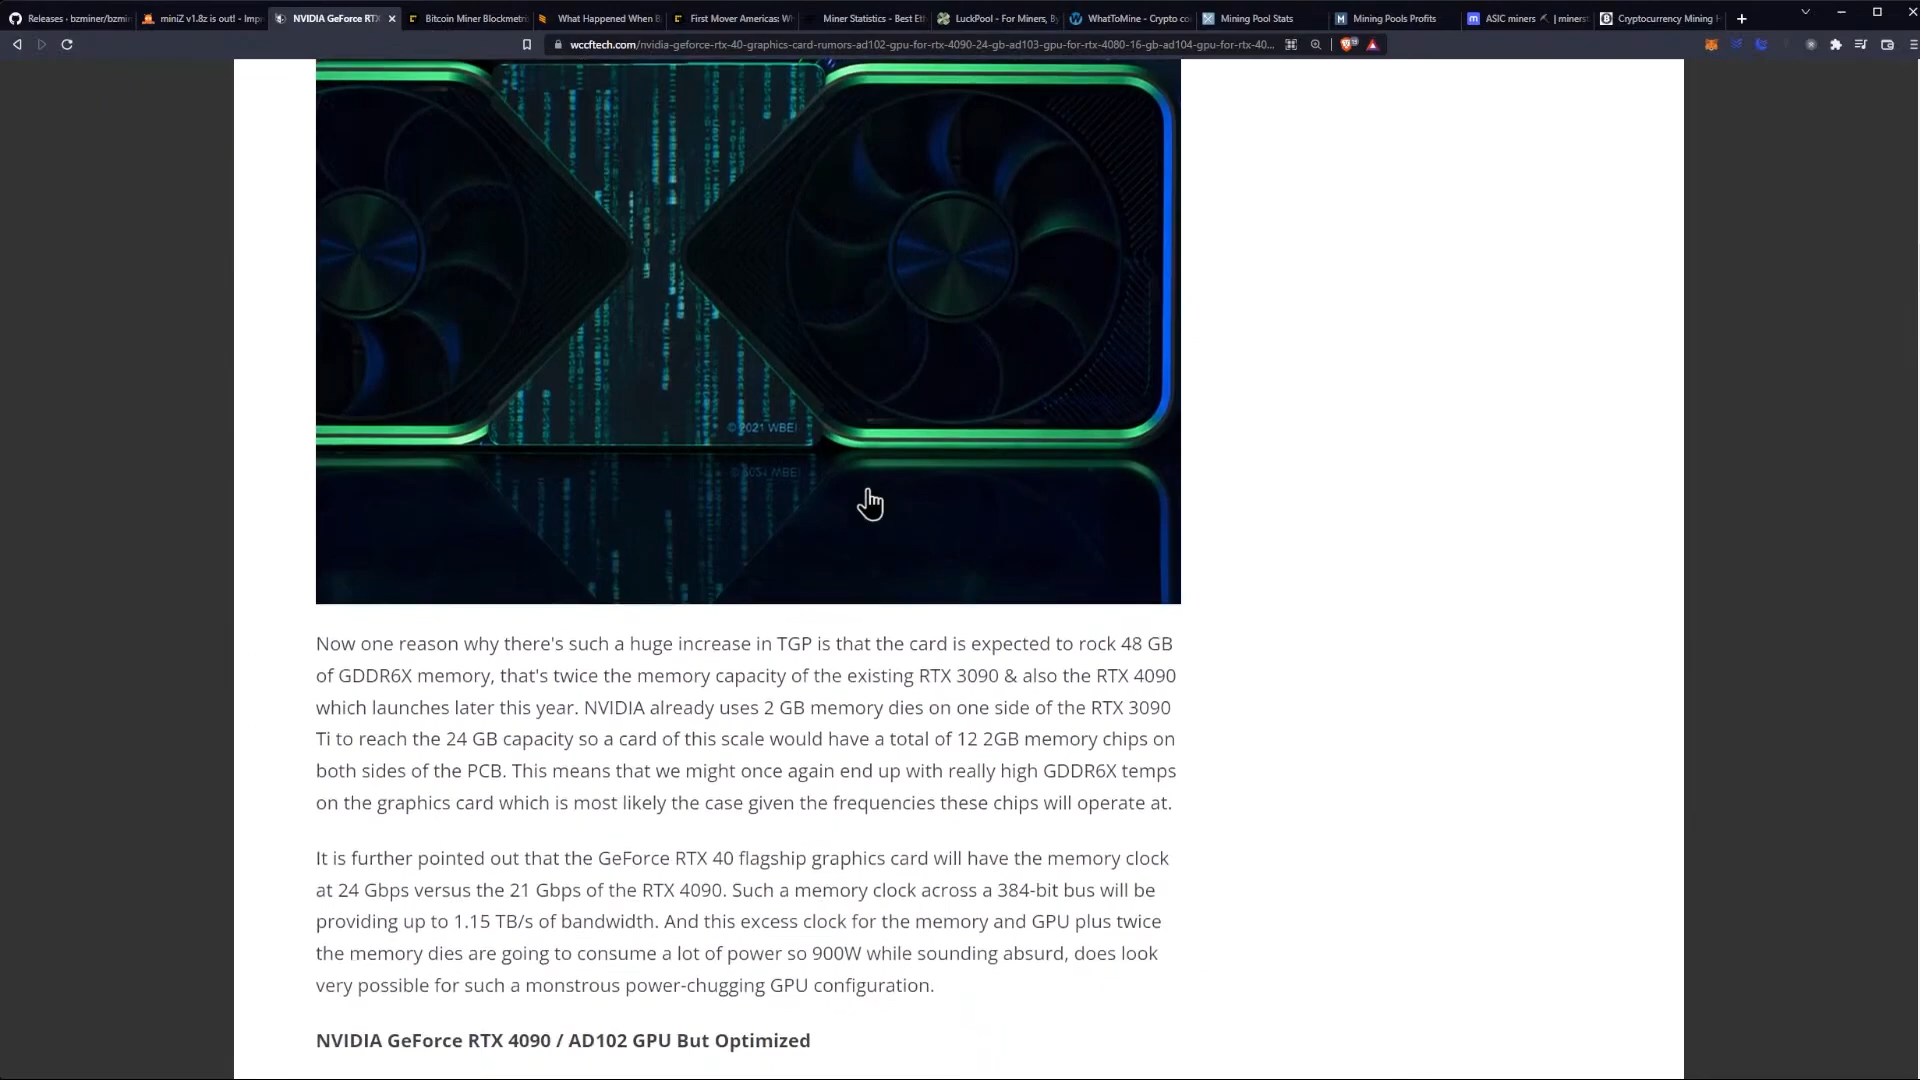 Releases · bzminer/bzmin
miniZ v1.8z is out! - Impr
NVIDIA GeForce RTX
Bitcoin Miner Blockmetri
What Happened When B
First Mover Americas: Wh
Miner Statistics - Best Eth
LuckPool - For Miners, By
WhatToMine - Crypto co
Mining Pool Stats
Mining Pools Profits
ASIC miners
miners
Cryptocurrency Mining H
wccftech.com/nvidia-geforce-rtx-40-graphics-card-rumors-ad102-gpu-for-rtx-4090-24-gb-ad103-gpu-for-rtx-4080-16-gb-ad104-gpu-for-rtx-40...
© 2021 WBEI
© 2021 WBEI
Now one reason why there's such a huge increase in TGP is that the card is expected to rock 48 GB
of GDDR6X memory, that's twice the memory capacity of the existing RTX 3090 & also the RTX 4090
which launches later this year. NVIDIA already uses 2 GB memory dies on one side of the RTX 3090
Ti to reach the 24 GB capacity so a card of this scale would have a total of 12 2GB memory chips on
both sides of the PCB. This means that we might once again end up with really high GDDR6X temps
on the graphics card which is most likely the case given the frequencies these chips will operate at.
It is further pointed out that the GeForce RTX 40 flagship graphics card will have the memory clock
at 24 Gbps versus the 21 Gbps of the RTX 4090. Such a memory clock across a 384-bit bus will be
providing up to 1.15 TB/s of bandwidth. And this excess clock for the memory and GPU plus twice
the memory dies are going to consume a lot of power so 900W while sounding absurd, does look
very possible for such a monstrous power-chugging GPU configuration.
NVIDIA GeForce RTX 4090 / AD102 GPU But Optimized